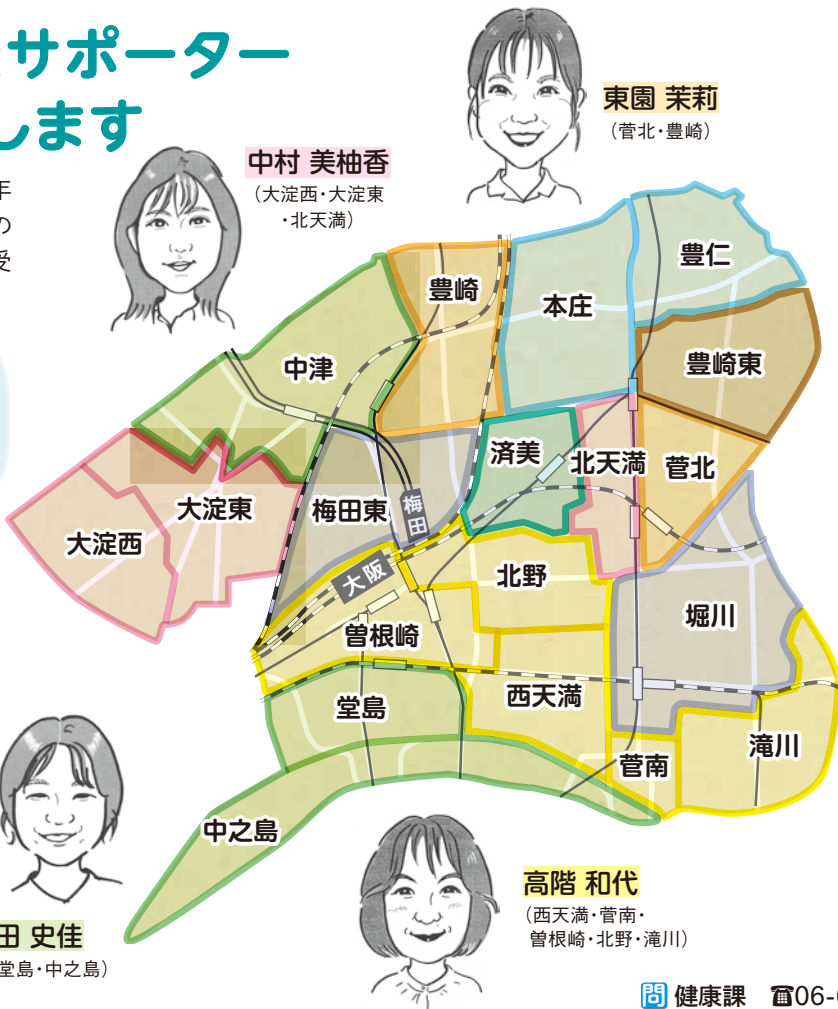 サポーター
します
年
の
受
東園 茉莉
（菅北・豊崎）
中村 美柚香
（大淀西・大淀東
・北天満）
豊仁
豊崎
本庄
豊崎東
中津
済美
北天満
菅北
梅田
梅田東
大淀東
大淀西
大阪
北野
堀川
曽根崎
西天満
堂島
滝川
菅南
中之島
田 史佳
堂島・中之島）
高階 和代
（西天満・菅南・
曽根崎・北野・滝川）
問 健康課 ☎06-